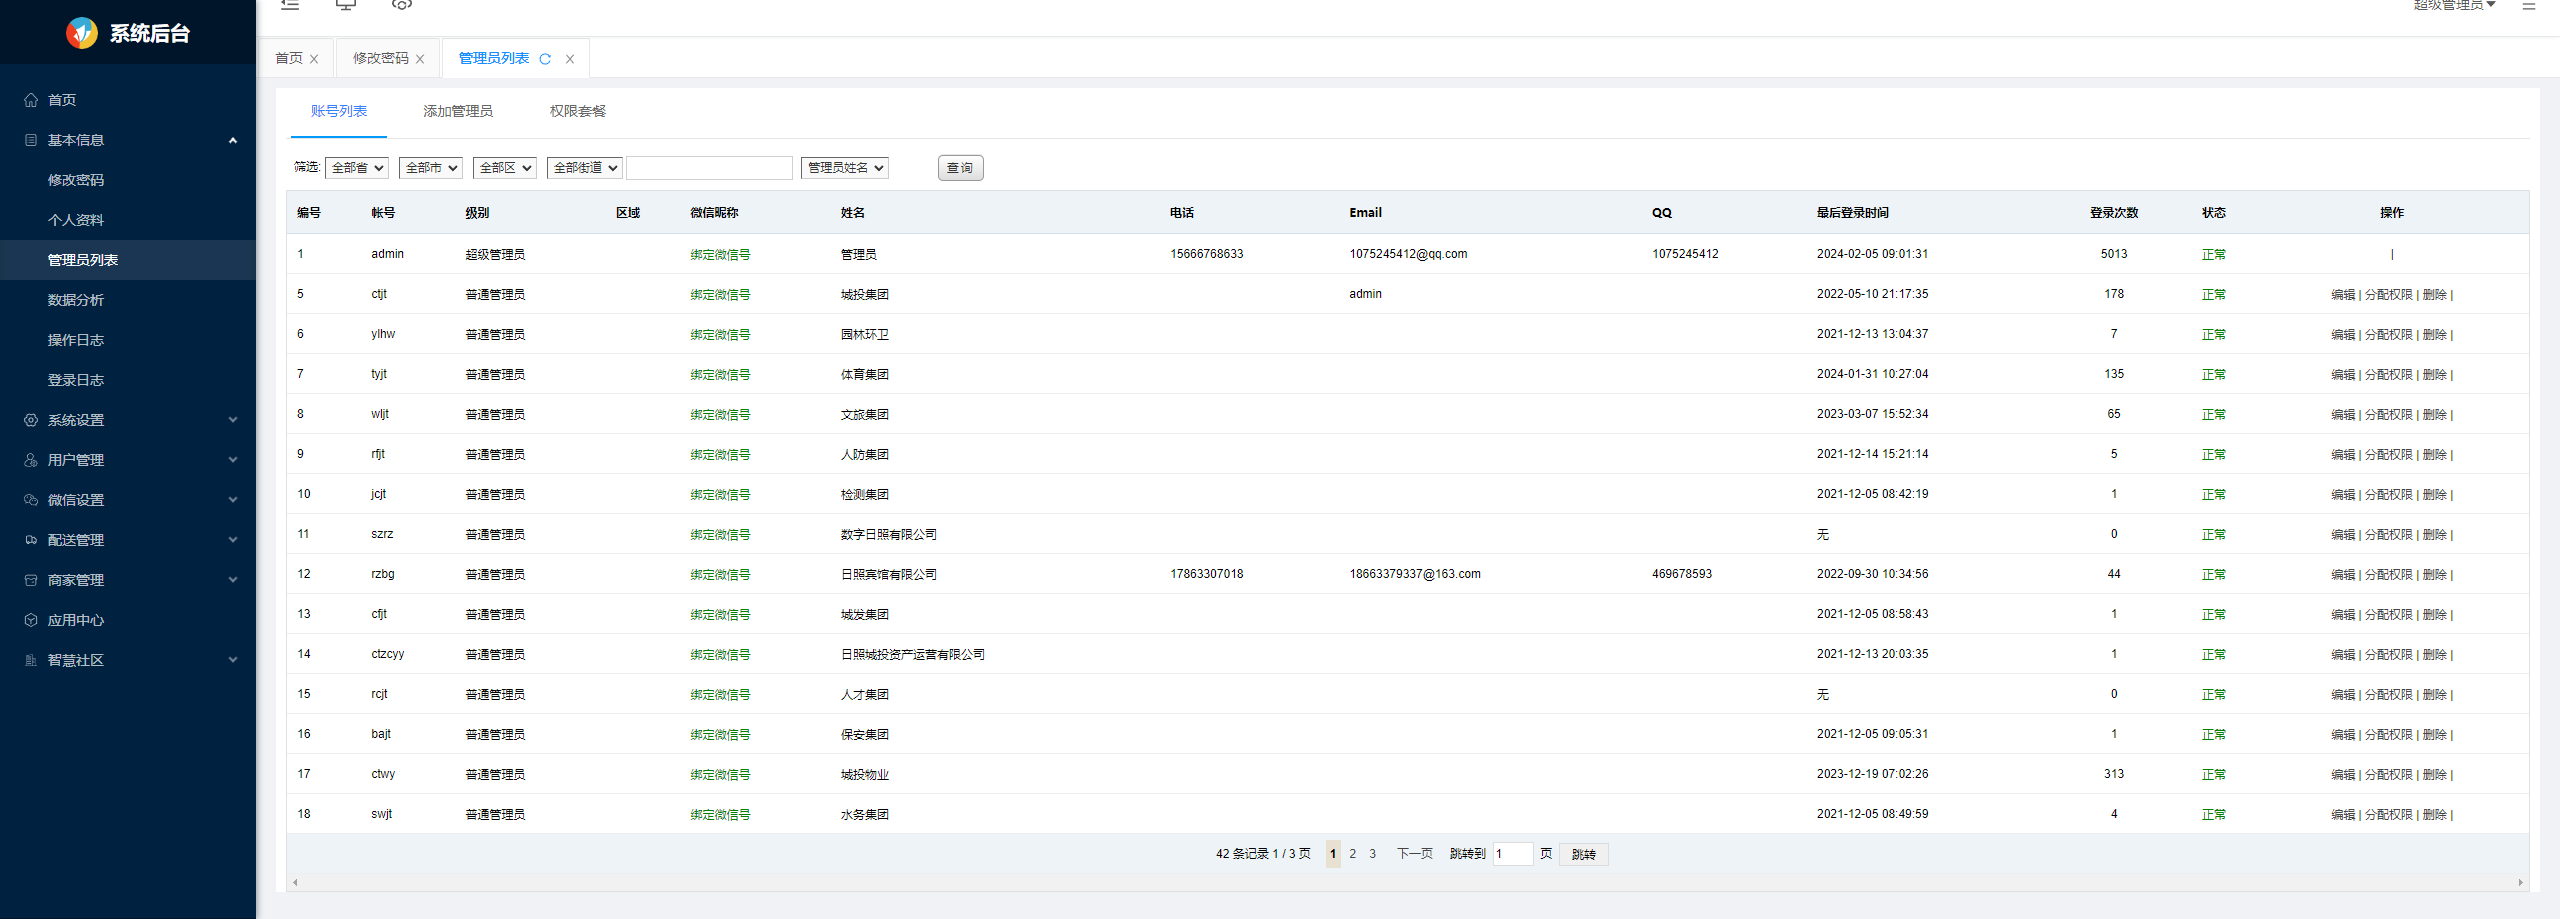 系统后台
超级管理员
首页
修改密码
管理员列表
首页
基本信息
修改密码
个人资料
管理员列表
数据分析
操作日志
登录日志
系统设置
用户管理
微信设置
配送管理
商家管理
应用中心
智慧社区
账号列表 添加管理员 权限套餐
筛选: 全部省 全部市 全部区 全部街道 管理员姓名 查询
编号 帐号 级别 区域 微信昵称 姓名 电话 Email QQ 最后登录时间 登录次数 状态 操作
1 admin 超级管理员 绑定微信号 管理员 15666768633 1075245412@qq.com 1075245412 2024-02-05 09:01:31 5013 正常 |
5 ctjt 普通管理员 绑定微信号 城投集团 admin 2022-05-10 21:17:35 178 正常 编辑 | 分配权限 | 删除 |
6 ylhw 普通管理员 绑定微信号 园林环卫 2021-12-13 13:04:37 7 正常 编辑 | 分配权限 | 删除 |
7 tyjt 普通管理员 绑定微信号 体育集团 2024-01-31 10:27:04 135 正常 编辑 | 分配权限 | 删除 |
8 wljt 普通管理员 绑定微信号 文旅集团 2023-03-07 15:52:34 65 正常 编辑 | 分配权限 | 删除 |
9 rfjt 普通管理员 绑定微信号 人防集团 2021-12-14 15:21:14 5 正常 编辑 | 分配权限 | 删除 |
10 jcjt 普通管理员 绑定微信号 检测集团 2021-12-05 08:42:19 1 正常 编辑 | 分配权限 | 删除 |
11 szrz 普通管理员 绑定微信号 数字日照有限公司 无 0 正常 编辑 | 分配权限 | 删除 |
12 rzbg 普通管理员 绑定微信号 日照宾馆有限公司 17863307018 18663379337@163.com 469678593 2022-09-30 10:34:56 44 正常 编辑 | 分配权限 | 删除 |
13 cfjt 普通管理员 绑定微信号 城发集团 2021-12-05 08:58:43 1 正常 编辑 | 分配权限 | 删除 |
14 ctzcyy 普通管理员 绑定微信号 日照城投资产运营有限公司 2021-12-13 20:03:35 1 正常 编辑 | 分配权限 | 删除 |
15 rcjt 普通管理员 绑定微信号 人才集团 无 0 正常 编辑 | 分配权限 | 删除 |
16 bajt 普通管理员 绑定微信号 保安集团 2021-12-05 09:05:31 1 正常 编辑 | 分配权限 | 删除 |
17 ctwy 普通管理员 绑定微信号 城投物业 2023-12-19 07:02:26 313 正常 编辑 | 分配权限 | 删除 |
18 swjt 普通管理员 绑定微信号 水务集团 2021-12-05 08:49:59 4 正常 编辑 | 分配权限 | 删除 |
42 条记录 1 / 3 页 1 2 3 下一页 跳转到 1 页 跳转